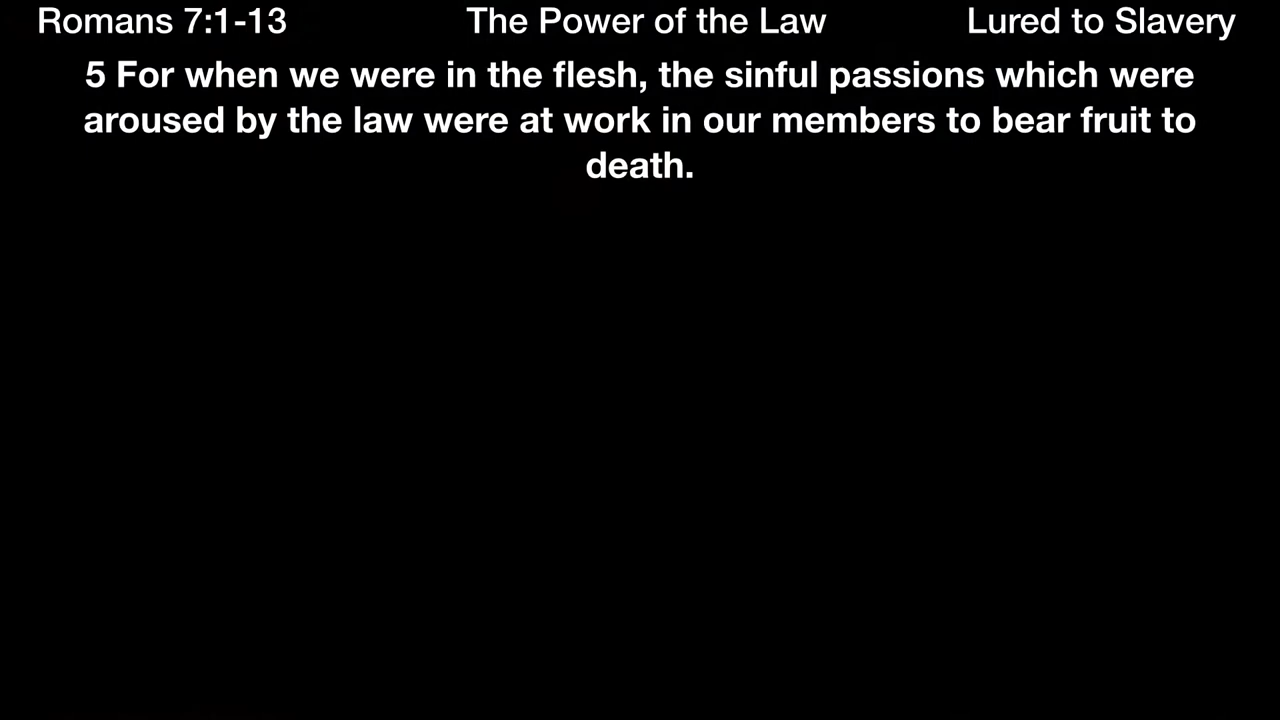 Romans 7:1-13 The Power of the Law Lured to Slavery
5 For when we were in the flesh, the sinful passions which were
aroused by the law were at work in our members to bear fruit to
death.